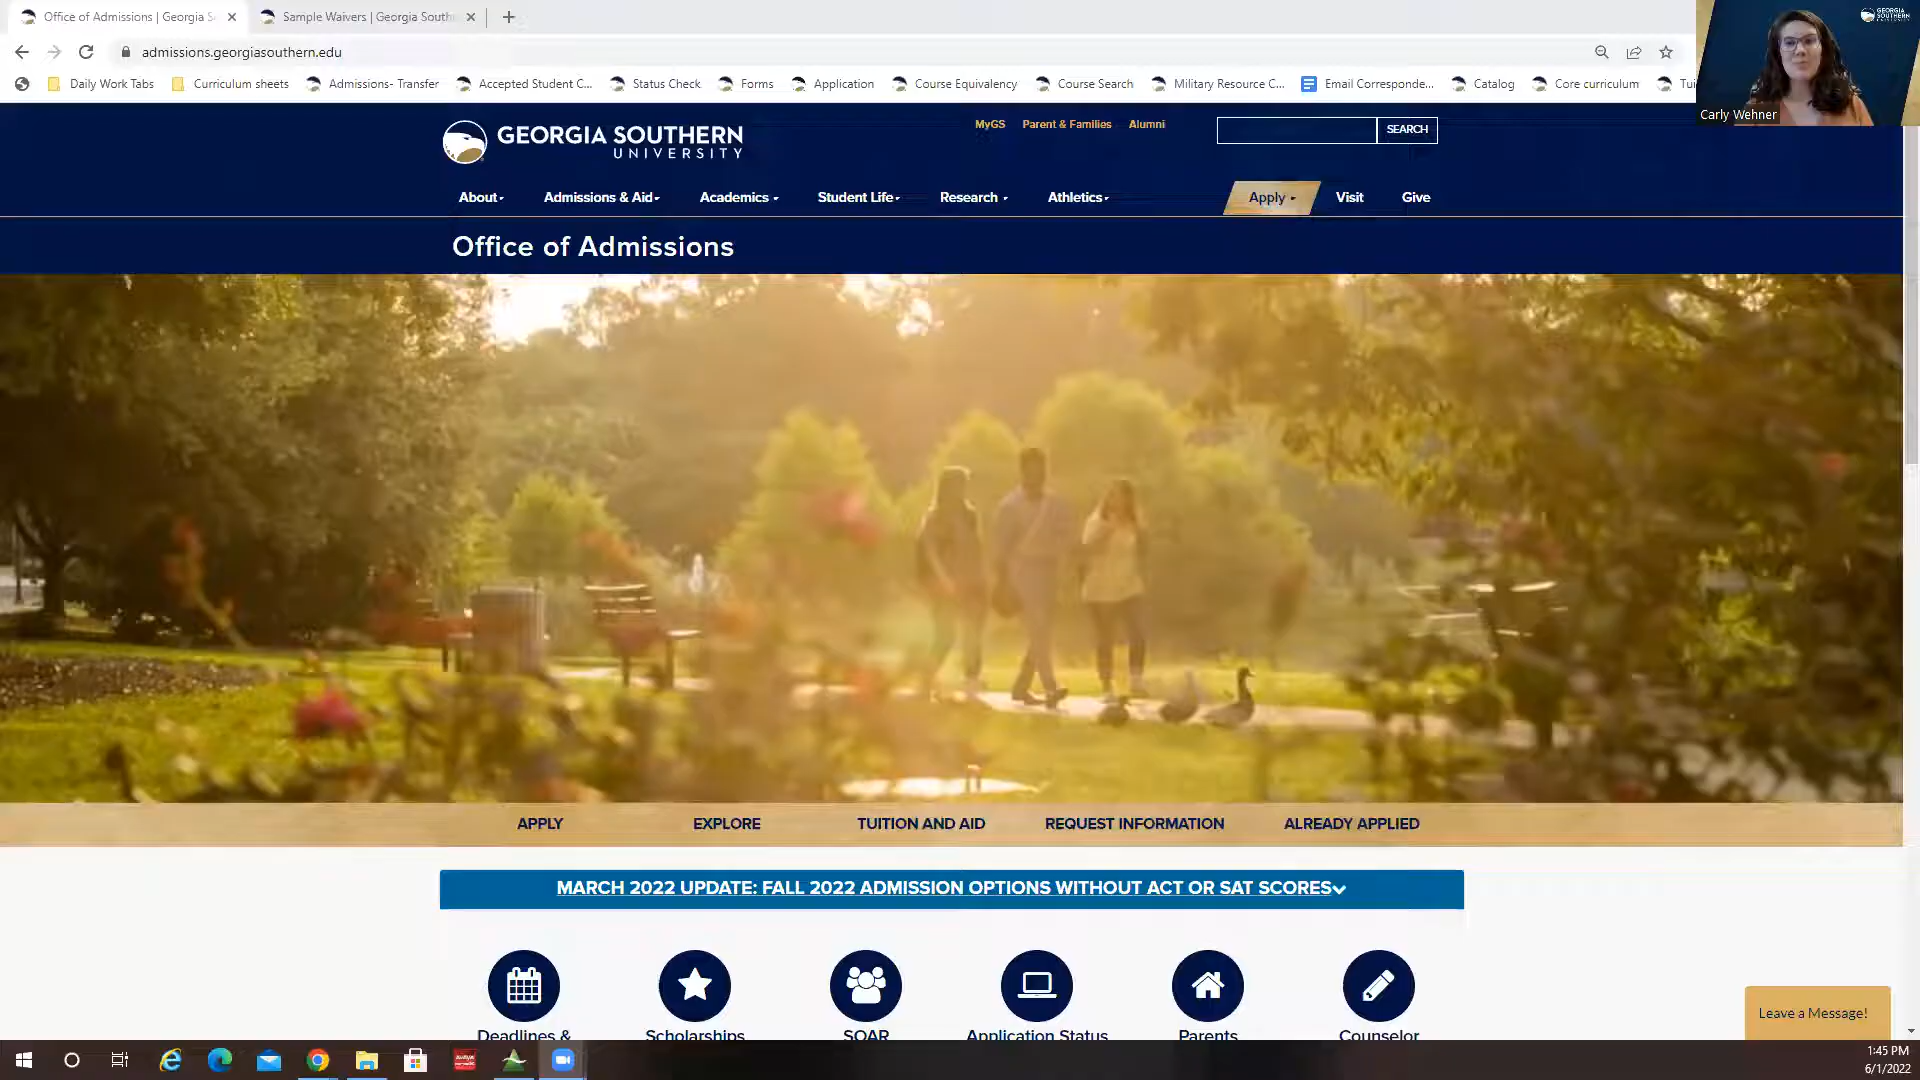 Office of Admissions | Georgia S
Sample Waivers | Georgia South
admissions.georgiasouthern.edu
Daily Work Tabs
Curriculum sheets
Admissions- Transfer
Accepted Student C...
Status Check
Forms
Application
Course Equivalency
Course Search
Military Resource C...
Email Corresponde...
Catalog
Core curriculum
Tui
GEORGIA
SOUTHERN
Carly Wehner
GEORGIA SOUTHERN
UNIVERSITY
MyGS
Parent & Families
Alumni
SEARCH
About
Admissions & Aid
Academics
Student Life
Research
Athletics
Apply
Visit
Give
Office of Admissions
APPLY
EXPLORE
TUITION AND AID
REQUEST INFORMATION
ALREADY APPLIED
MARCH 2022 UPDATE: FALL 2022 ADMISSION OPTIONS WITHOUT ACT OR SAT SCORES
Deadlines &
Scholarships
SOAR
Application Status
Parents
Counselor
Leave a Message!
1:45 PM
6/1/2022